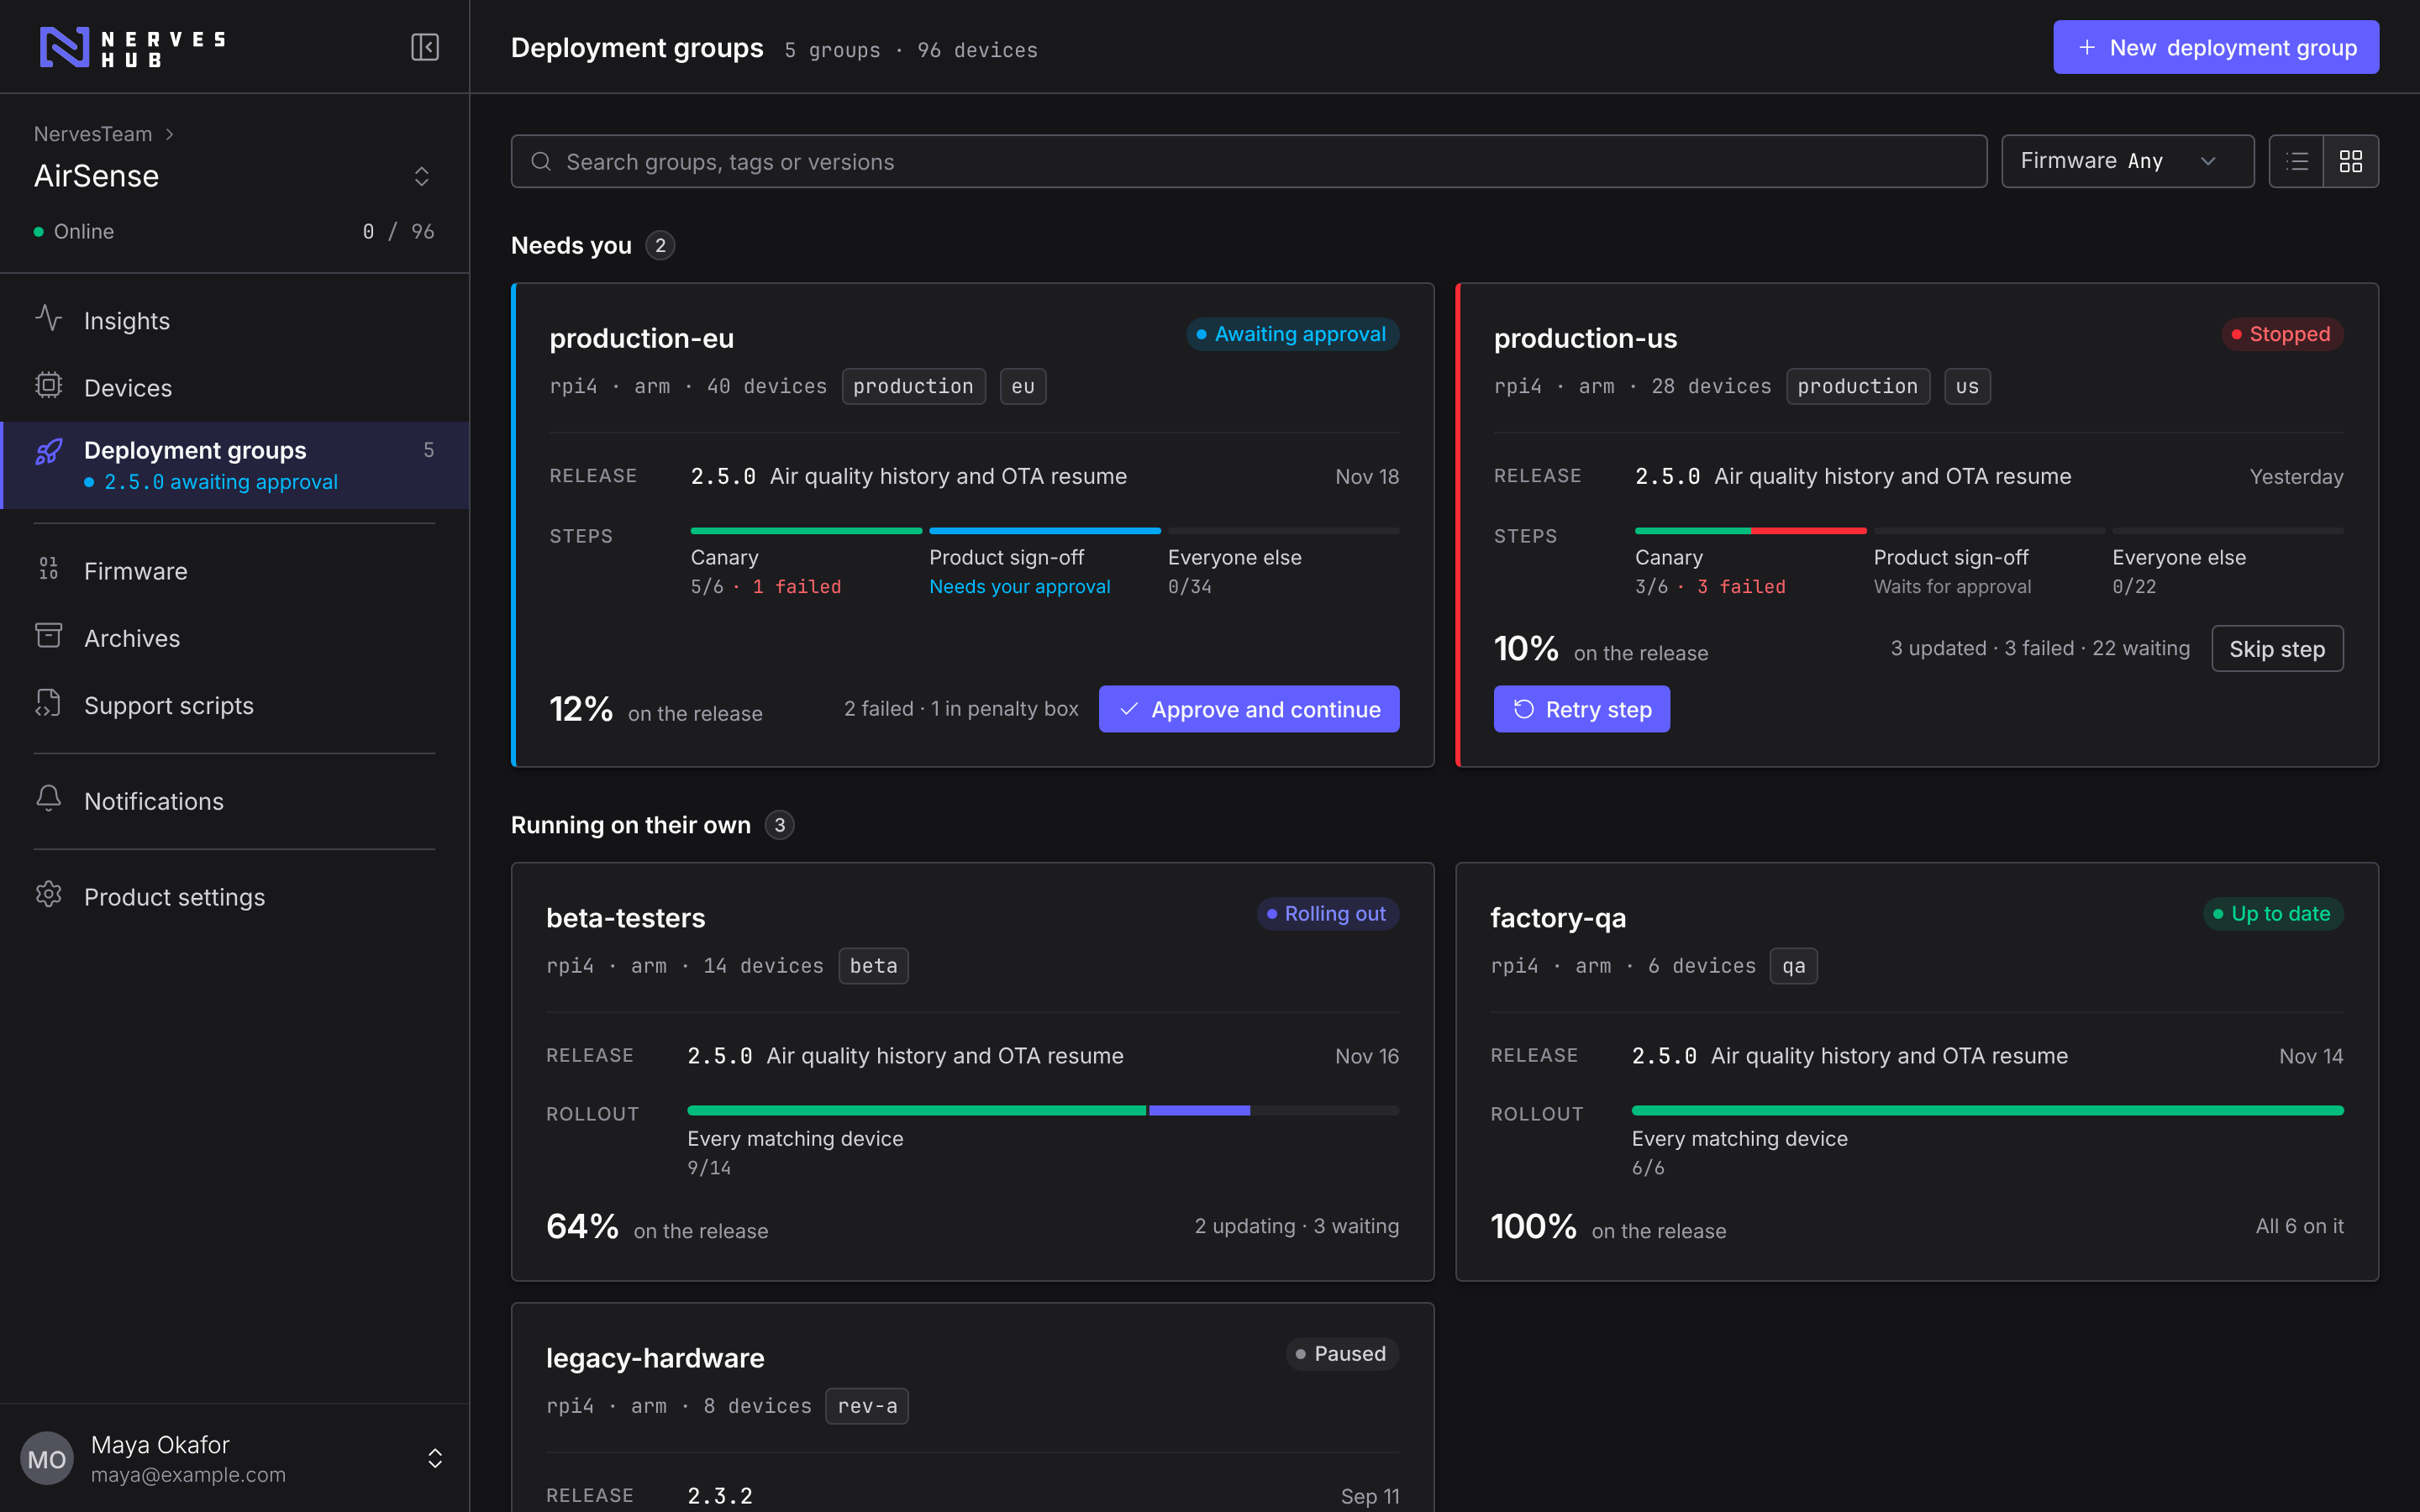 NERVES
HUB
NervesTeam
AirSense
Online 0 / 96
Insights
Devices
Deployment groups 5
2.5.0 awaiting approval
Firmware
Archives
Support scripts
Notifications
Product settings
MO
Maya Okafor
maya@example.com
Deployment groups 5 groups · 96 devices
+ New deployment group
Search groups, tags or versions
Firmware Any
Needs you 2
production-eu Awaiting approval
rpi4 · arm · 40 devices production eu
RELEASE 2.5.0 Air quality history and OTA resume Nov 18
STEPS
Canary Product sign-off Everyone else
5/6 · 1 failed Needs your approval 0/34
12% on the release 2 failed · 1 in penalty box Approve and continue
production-us Stopped
rpi4 · arm · 28 devices production us
RELEASE 2.5.0 Air quality history and OTA resume Yesterday
STEPS
Canary Product sign-off Everyone else
3/6 · 3 failed Waits for approval 0/22
10% on the release 3 updated · 3 failed · 22 waiting Skip step
Retry step
Running on their own 3
beta-testers Rolling out
rpi4 · arm · 14 devices beta
RELEASE 2.5.0 Air quality history and OTA resume Nov 16
ROLLOUT
Every matching device
9/14
64% on the release 2 updating · 3 waiting
factory-qa Up to date
rpi4 · arm · 6 devices qa
RELEASE 2.5.0 Air quality history and OTA resume Nov 14
ROLLOUT
Every matching device
6/6
100% on the release All 6 on it
legacy-hardware Paused
rpi4 · arm · 8 devices rev-a
RELEASE 2.3.2 Sep 11